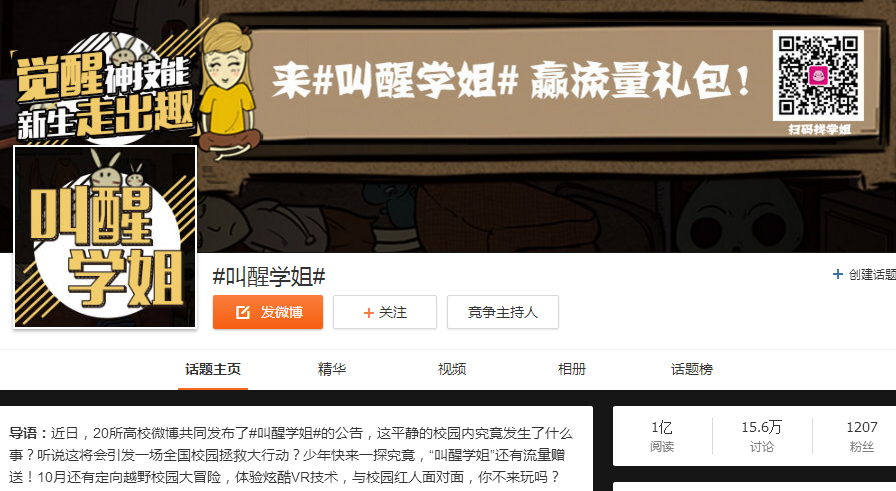 觉醒神技能
新生走出趣
来#叫醒学姐# 赢流量礼包！
扫码找学姐
叫醒
学姐
#叫醒学姐#
+ 创建话题
发微博
+ 关注
竞争主持人
话题主页 精华 视频 相册 话题榜
导语：近日，20所高校微博共同发布了#叫醒学姐#的公告，这平静的校园内究竟发生了什么
事？听说这将会引发一场全国校园拯救大行动？少年快来一探究竟，“叫醒学姐”还有流量赠
送！10月还有定向越野校园大冒险，体验炫酷VR技术，与校园红人面对面，你不来玩吗？
1亿 15.6万 1207
阅读 讨论 粉丝